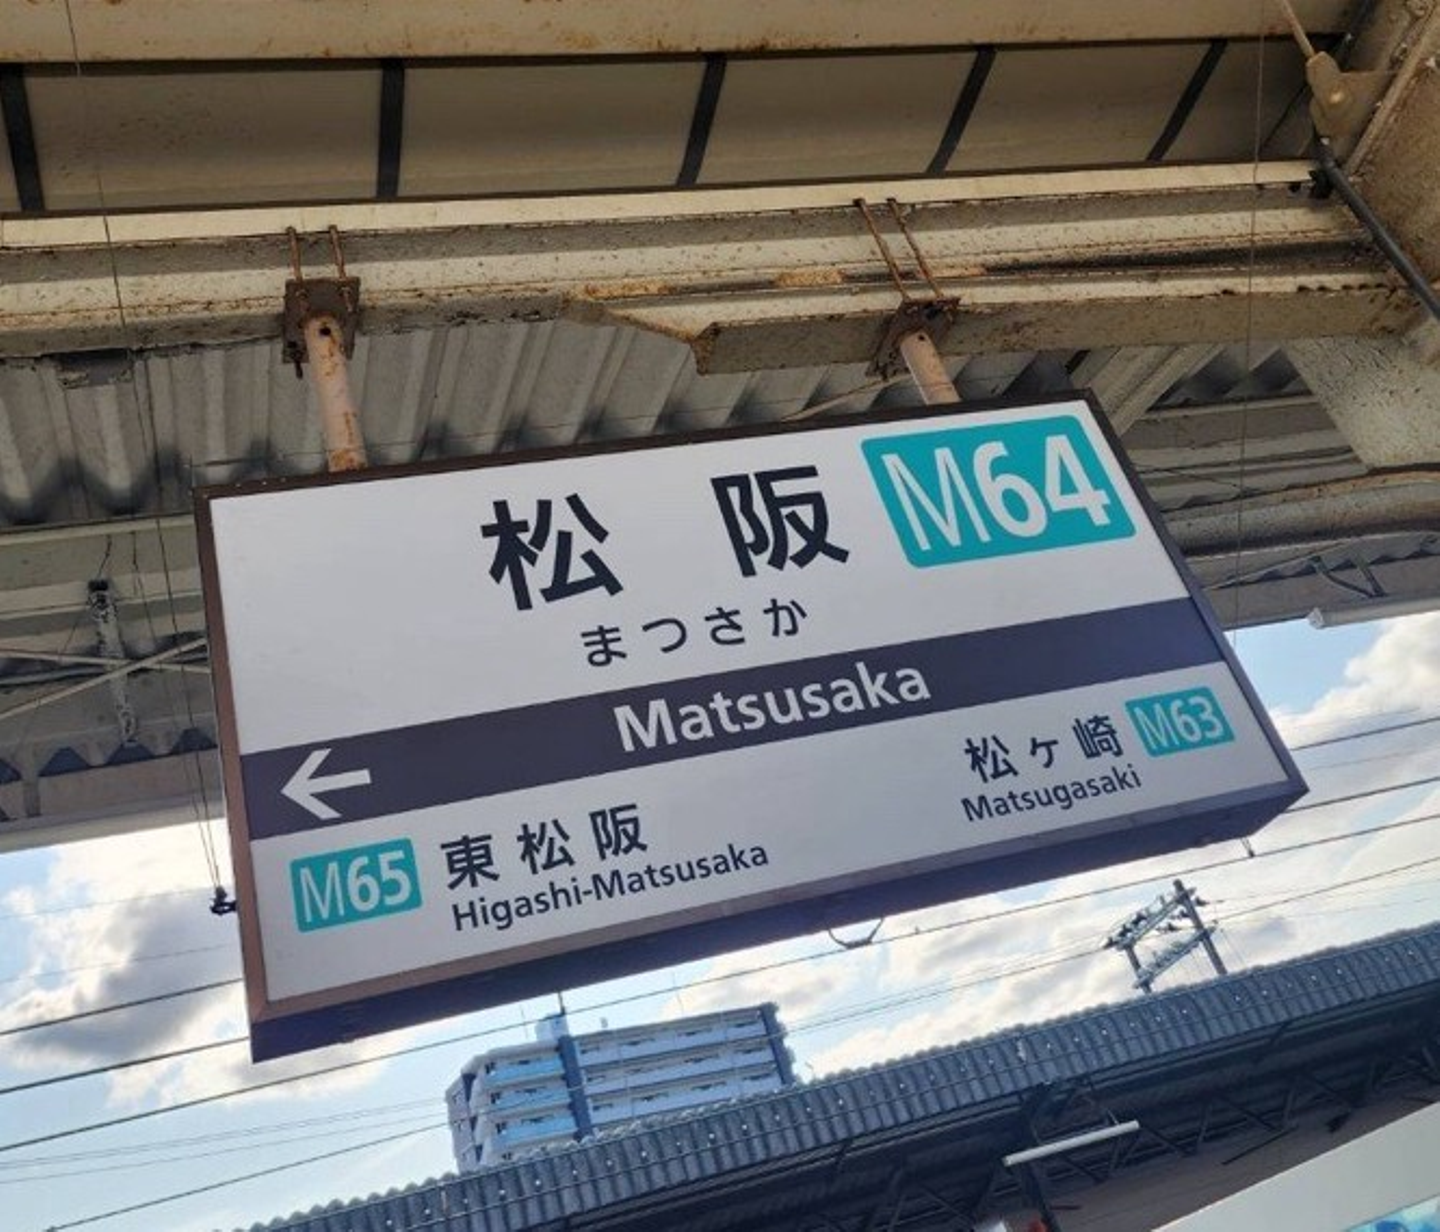 松阪 M64
まつさか
Matsusaka
←
M65 東松阪
Higashi-Matsusaka
松ヶ崎 M63
Matsugasaki